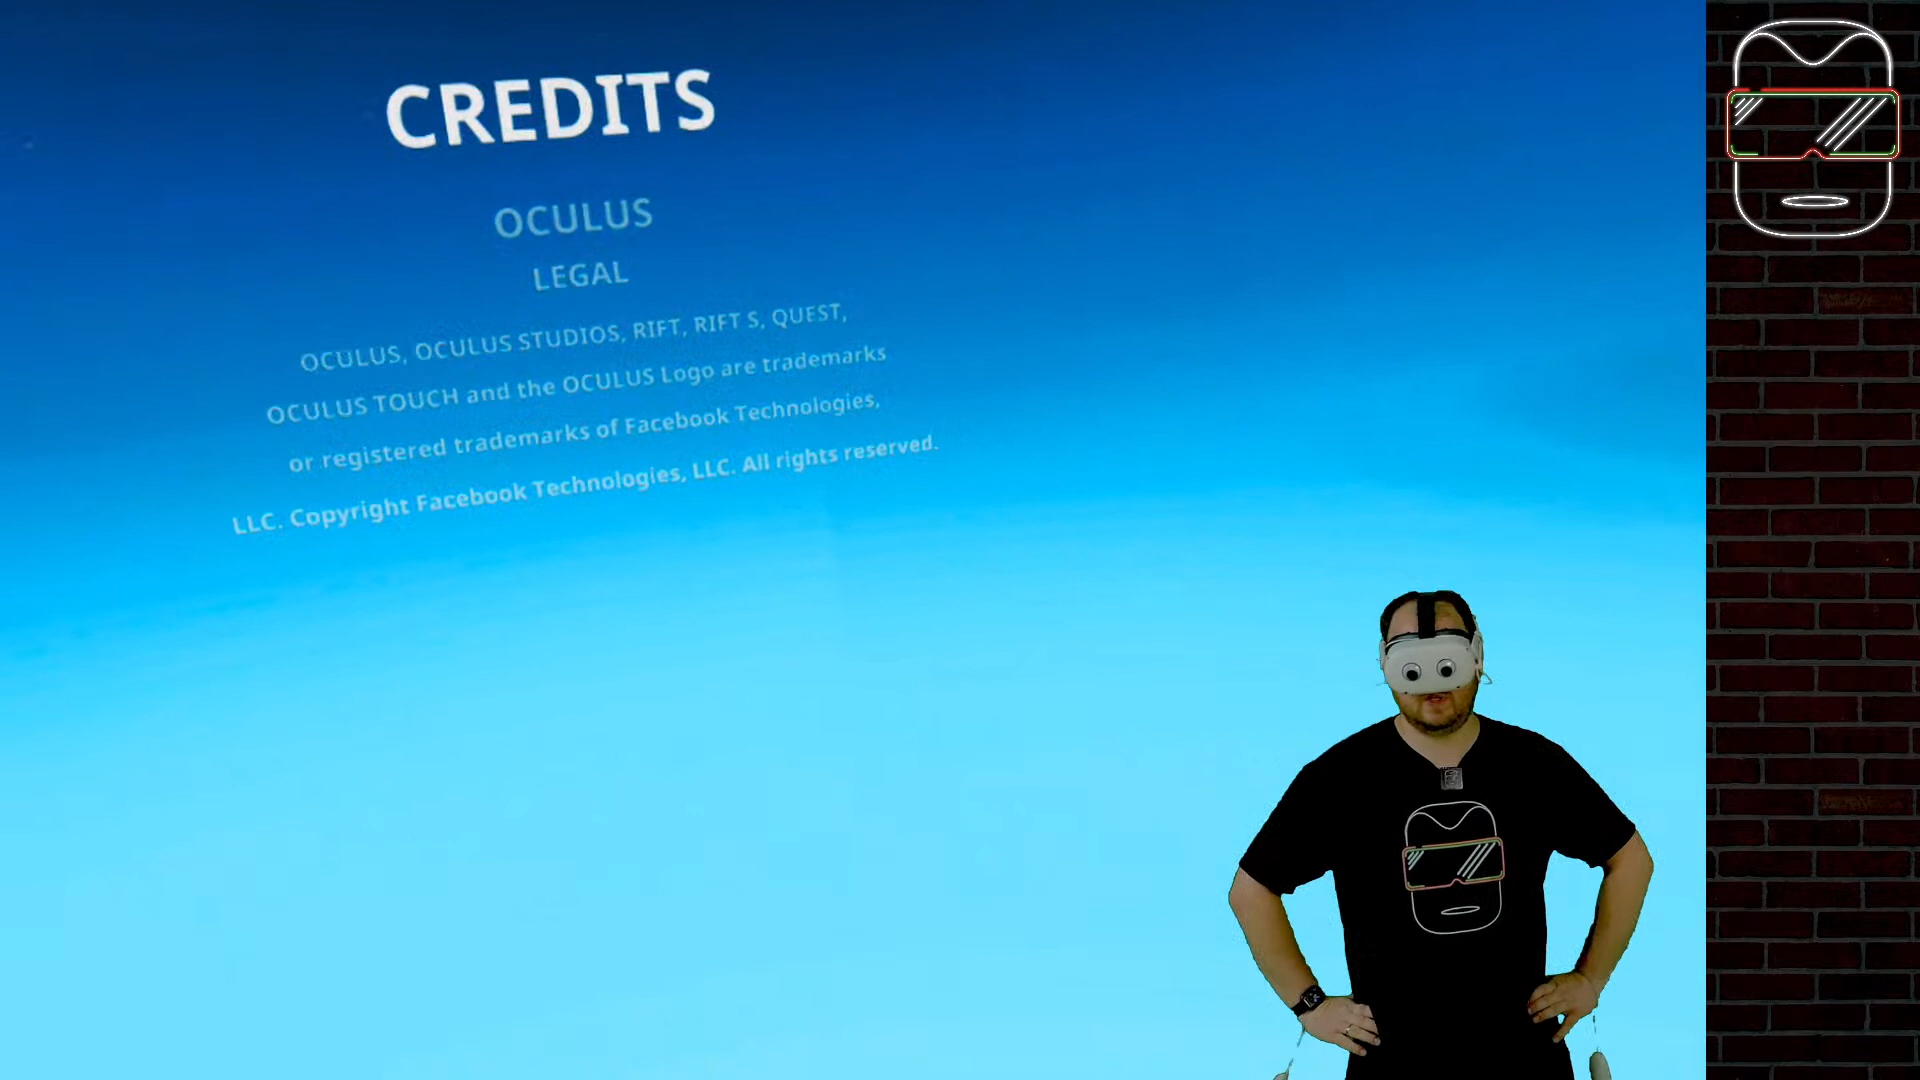 CREDITS
OCULUS
LEGAL
OCULUS, OCULUS STUDIOS, RIFT, RIFT S, QUEST,
OCULUS TOUCH and the OCULUS Logo are trademarks
or registered trademarks of Facebook Technologies,
LLC. Copyright Facebook Technologies, LLC. All rights reserved.